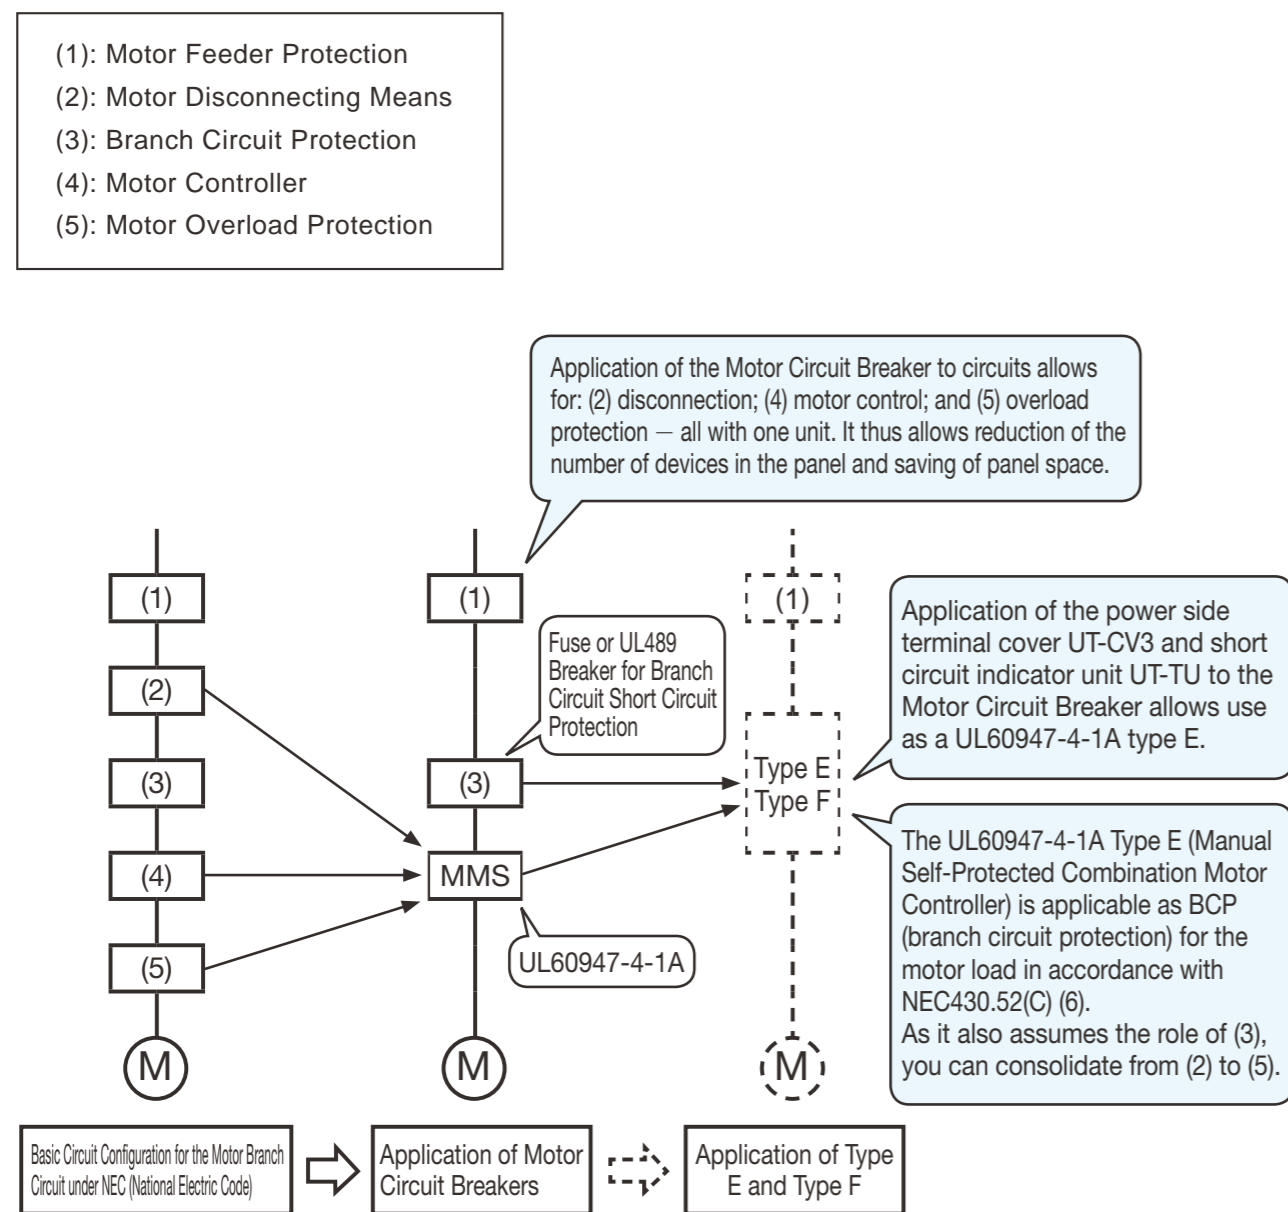 (1): Motor Feeder Protection
(2): Motor Disconnecting Means
(3): Branch Circuit Protection
(4): Motor Controller
(5): Motor Overload Protection
Application of the Motor Circuit Breaker to circuits allows
for: (2) disconnection; (4) motor control; and (5) overload
protection — all with one unit. It thus allows reduction of the
number of devices in the panel and saving of panel space.
(1)
(2)
(3)
(4)
(5)
M
(1)
Fuse or UL489
Breaker for Branch
Circuit Short Circuit
Protection
(3)
MMS
UL60947-4-1A
M
(1)
Type E
Type F
M
Application of the power side
terminal cover UT-CV3 and short
circuit indicator unit UT-TU to the
Motor Circuit Breaker allows use
as a UL60947-4-1A type E.
The UL60947-4-1A Type E (Manual
Self-Protected Combination Motor
Controller) is applicable as BCP
(branch circuit protection) for the
motor load in accordance with
NEC430.52(C) (6).
As it also assumes the role of (3),
you can consolidate from (2) to (5).
Basic Circuit Configuration for the Motor Branch
Circuit under NEC (National Electric Code)
Application of Motor
Circuit Breakers
Application of Type
E and Type F